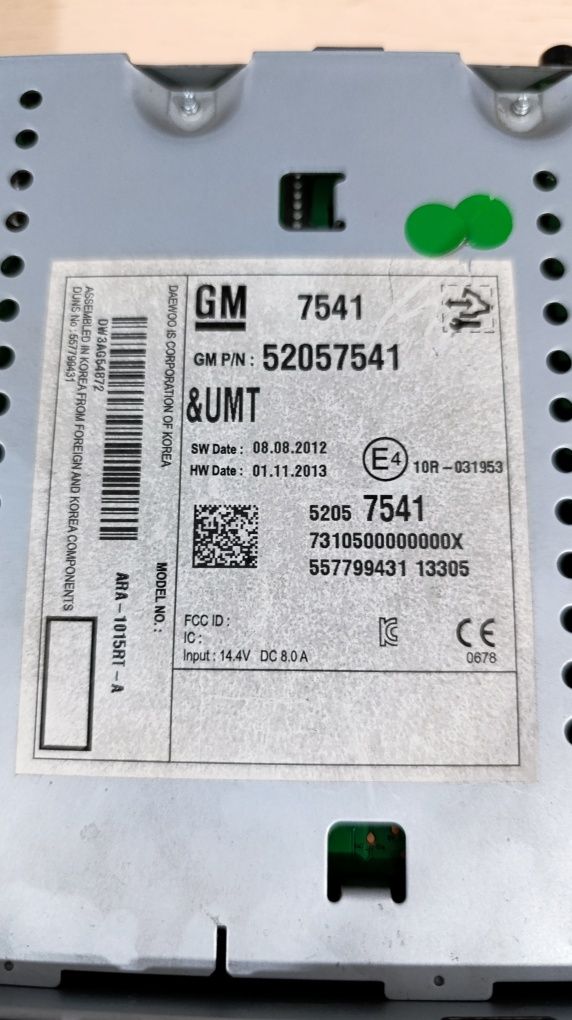 GM 7541
GM P/N : 52057541
&UMT
SW Date : 08.08.2012
HW Date : 01.11.2013
E4 10R-031953
5205 7541
7310500000000X
557799431 13305
FCC ID :
IC :
Input : 14.4V DC 8.0 A
CE
0678
DAEWOO IS CORPORATION OF KOREA
MODEL NO. :
ARA-1015RT-A
DW3AG54872
ASSEMBLED IN KOREA FROM FOREIGN AND KOREA COMPONENTS
DUNS No : 557799431